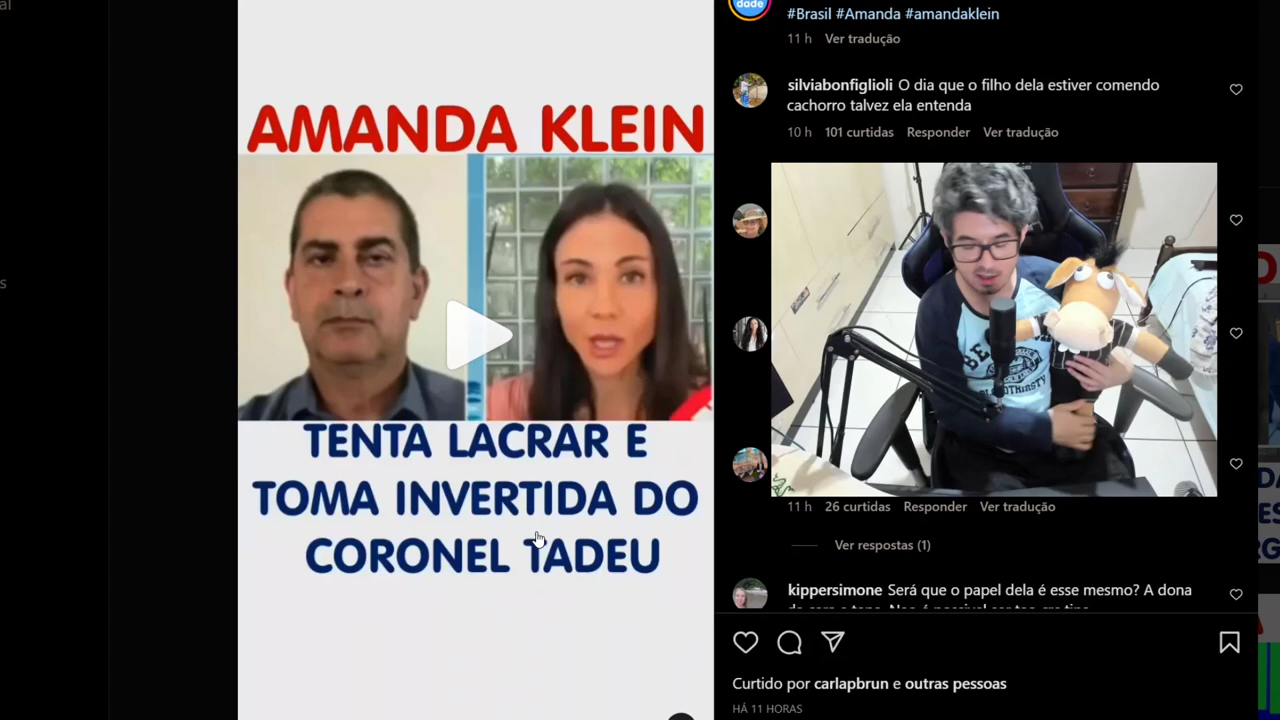 al
s
AMANDA KLEIN
TENTA LACRAR E
TOMA INVERTIDA DO
CORONEL TADEU
dade
#Brasil #Amanda #amandaklein
11 h Ver tradução
silviabonfiglioli O dia que o filho dela estiver comendo
cachorro talvez ela entenda
10 h 101 curtidas Responder Ver tradução
11 h 26 curtidas Responder Ver tradução
Ver respostas (1)
kippersimone Será que o papel dela é esse mesmo? A dona
Curtido por carlapbrun e outras pessoas
HÁ 11 HORAS